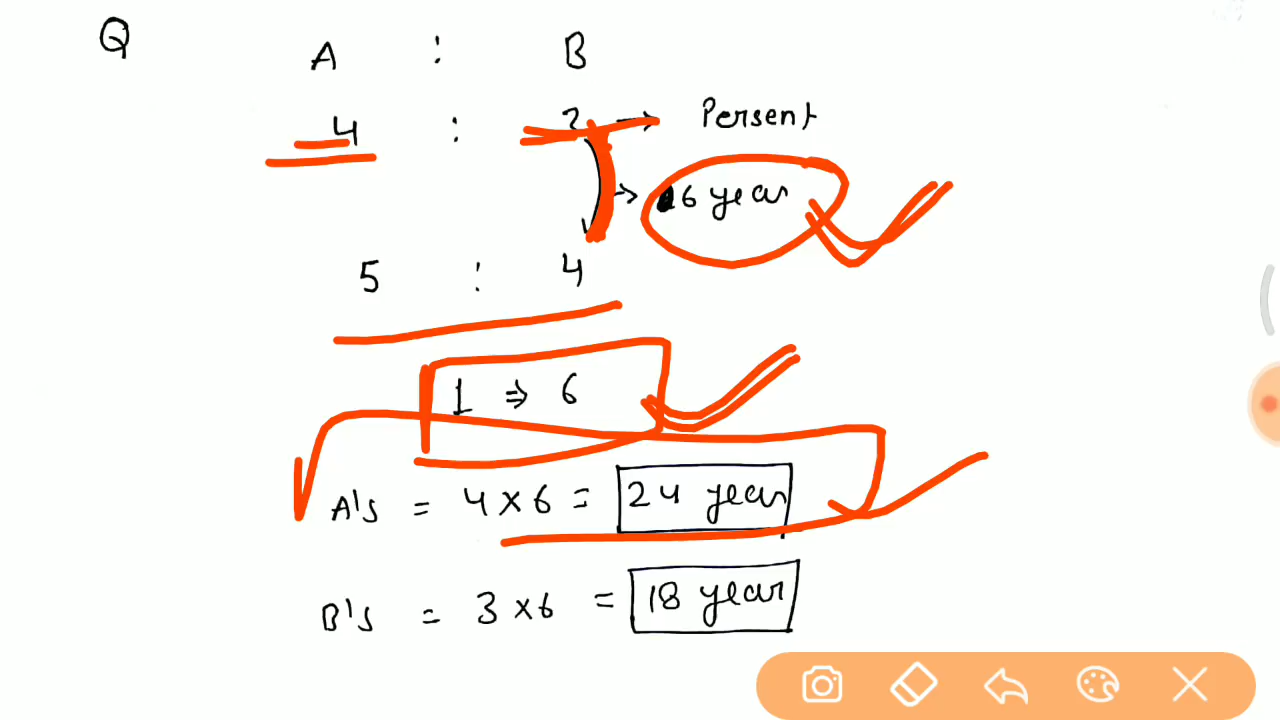 Q
A : B
4 : → Persent
→ 6 year
5 : 4
1 ⇒ 6
A's = 4 × 6 = 24 year
B's = 3 × 6 = 18 year